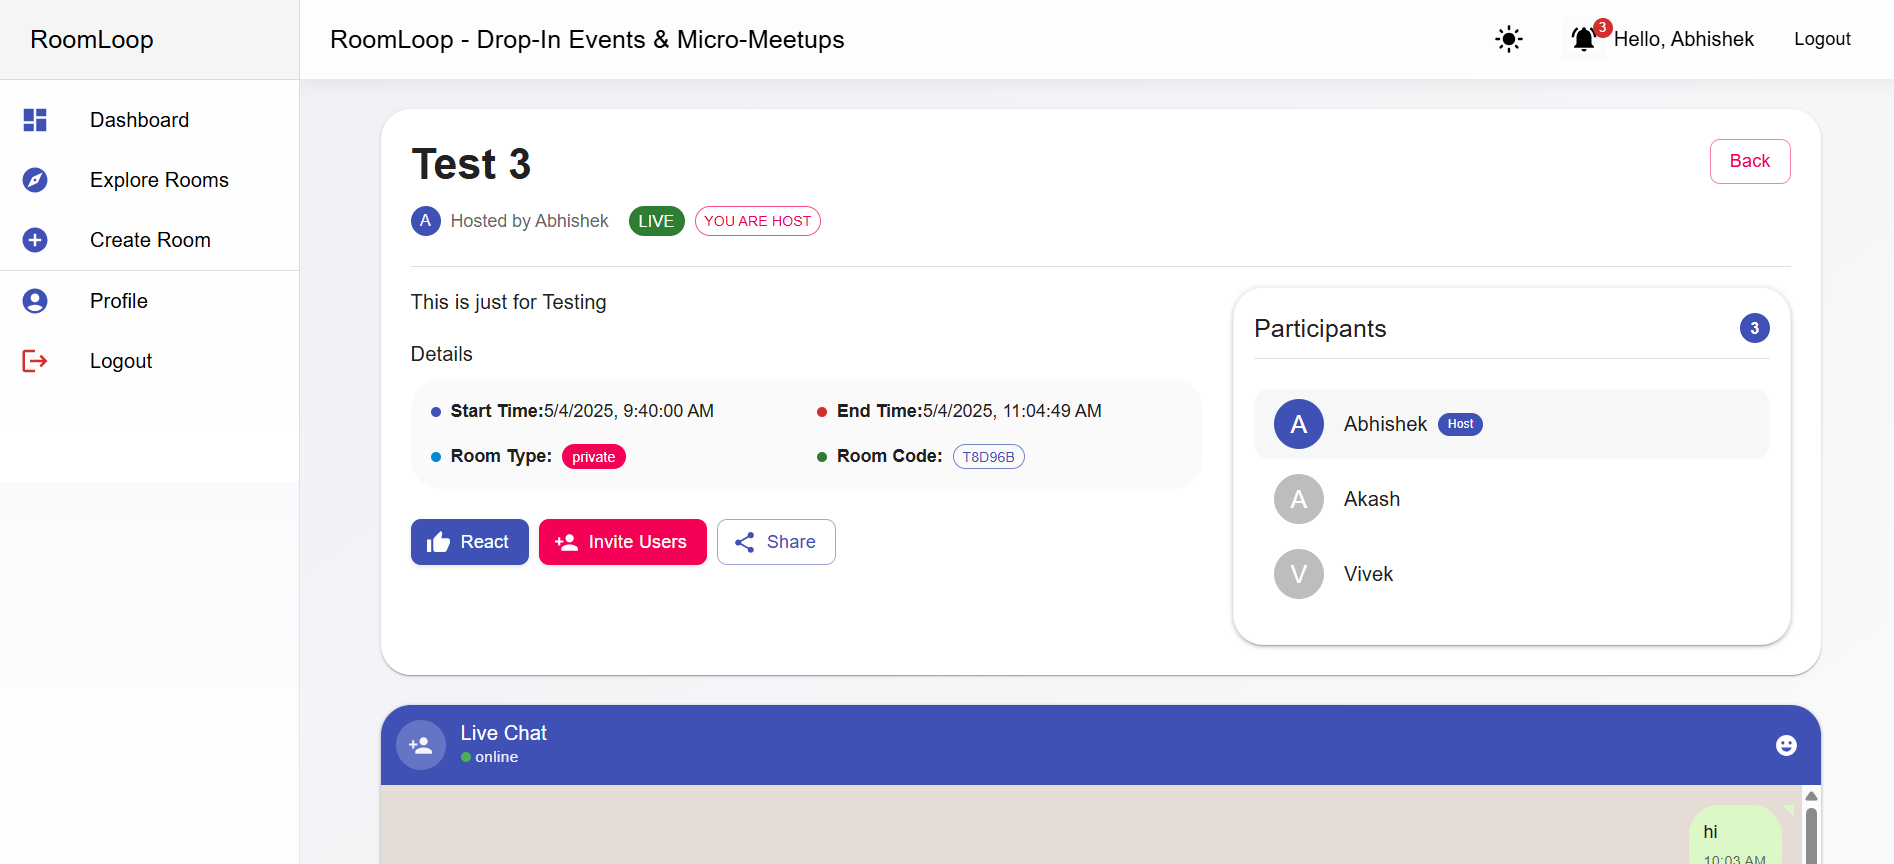 RoomLoop
RoomLoop - Drop-In Events & Micro-Meetups
3
Hello, Abhishek
Logout
Dashboard
Explore Rooms
Create Room
Profile
Logout
Test 3
Back
A
Hosted by Abhishek
LIVE
YOU ARE HOST
This is just for Testing
Details
Start Time:5/4/2025, 9:40:00 AM
End Time:5/4/2025, 11:04:49 AM
Room Type: private
Room Code: T8D96B
React
Invite Users
Share
Participants
3
A
Abhishek
Host
A
Akash
V
Vivek
Live Chat
online
hi
10:03 AM